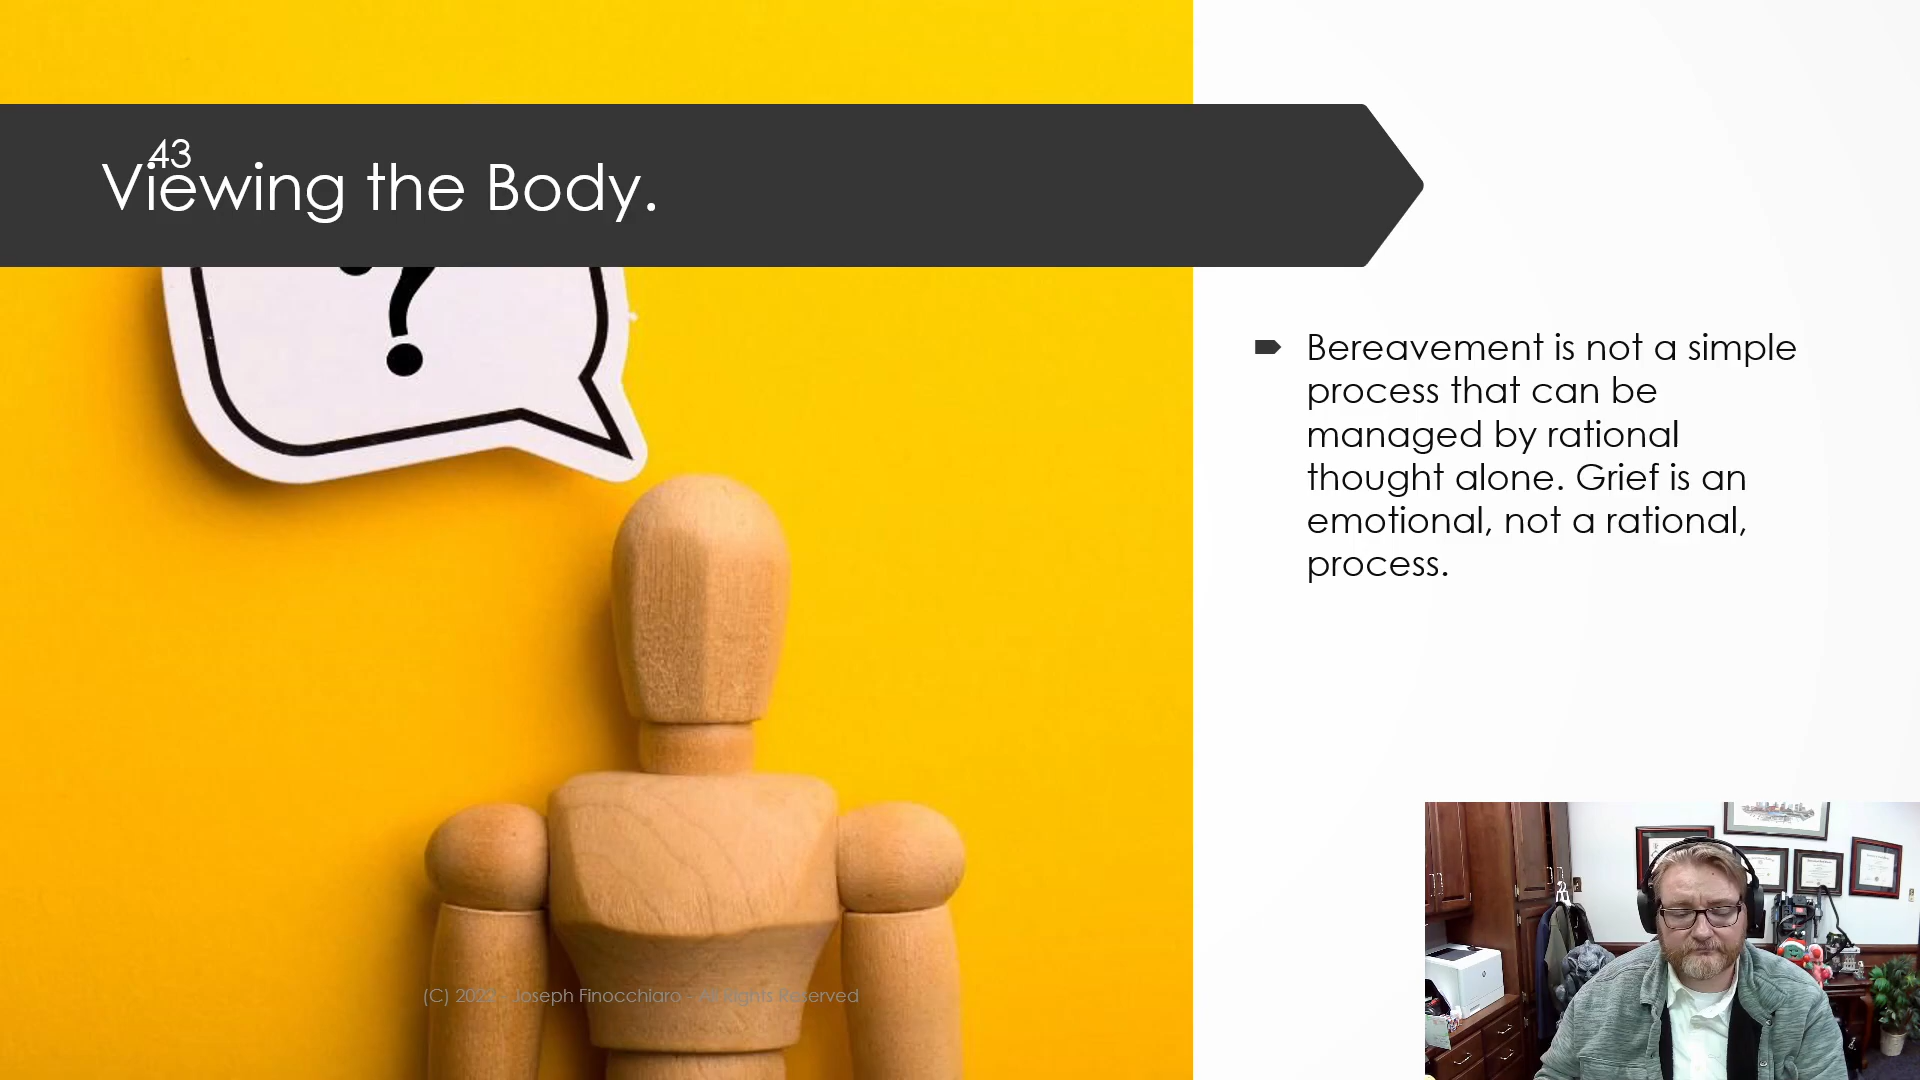 43
Viewing the Body.
?
Bereavement is not a simple
process that can be
managed by rational
thought alone. Grief is an
emotional, not a rational,
process.
(C) Joseph Finocchiaro - All Rights Reserved